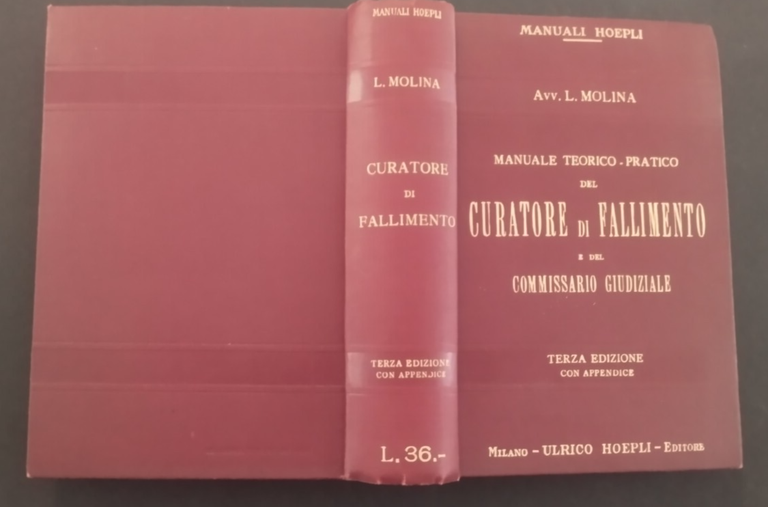 MANUALI HOEPLI
L. MOLINA
CURATORE
DI
FALLIMENTO
TERZA EDIZIONE
CON APPENDICE
L. 36.-
MANUALI HOEPLI
Avv. L. MOLINA
MANUALE TEORICO-PRATICO
DEL
CURATORE DI FALLIMENTO
E DEL
COMMISSARIO GIUDIZIALE
TERZA EDIZIONE
CON APPENDICE
MILANO - ULRICO HOEPLI - EDITORE